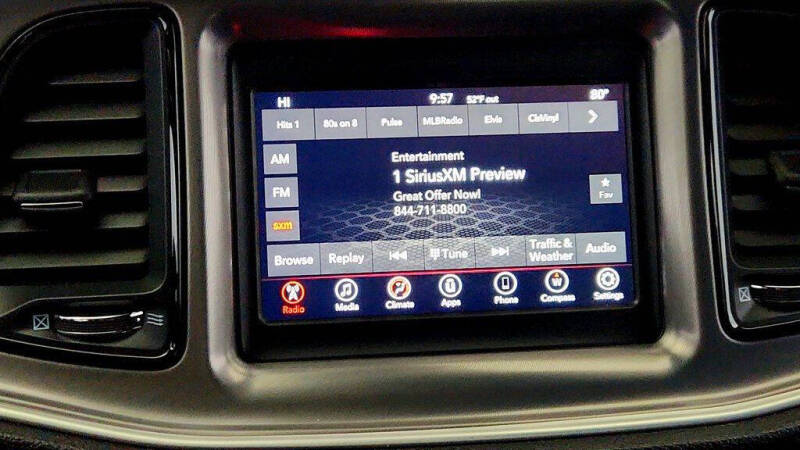 HI 9:57 52°F out 80°
Hits 1 80s on 8 Pulse MLBRadio Elvis ClsVinyl
AM
FM
sxm
Entertainment
1 SiriusXM Preview
Great Offer Now!
844-711-8800
Fav
Browse Replay Tune Traffic & Weather Audio
W
Radio Media Climate Apps Phone Compass Settings